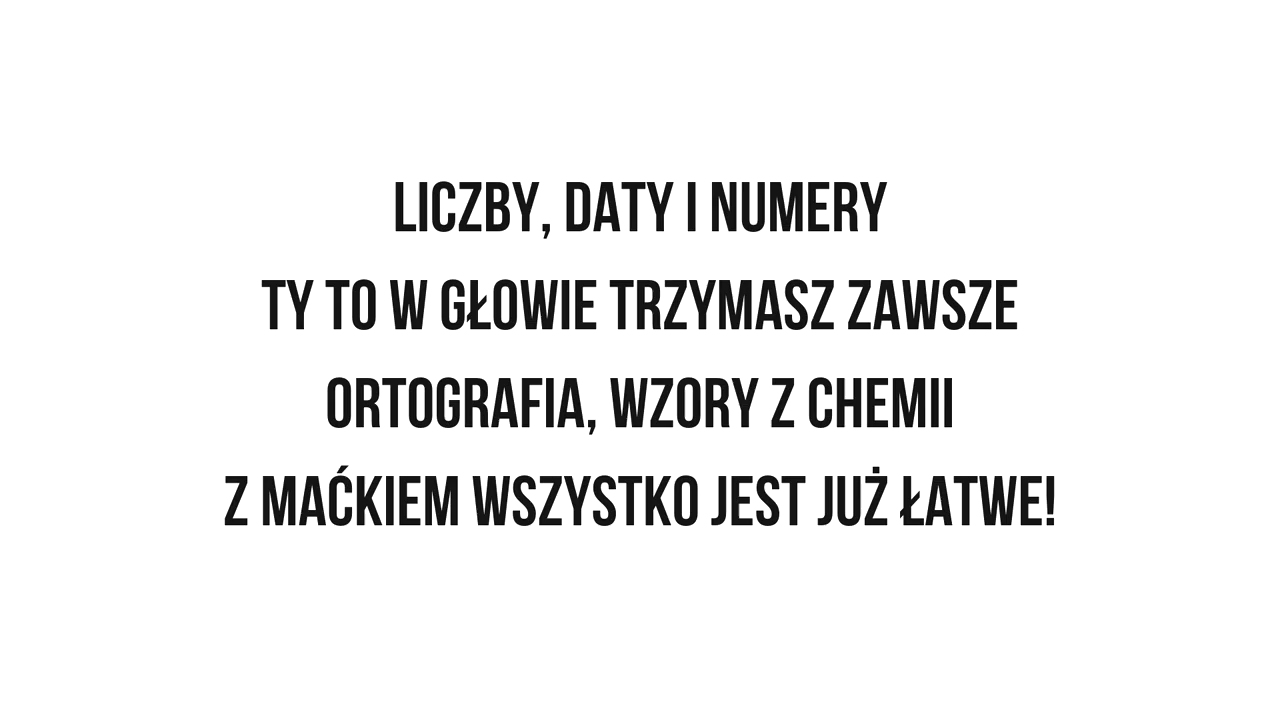 LICZBY, DATY I NUMERY
TY TO W GŁOWIE TRZYMASZ ZAWSZE
ORTOGRAFIA, WZORY Z CHEMII
Z MAĆKIEM WSZYSTKO JEST JUŻ ŁATWE!